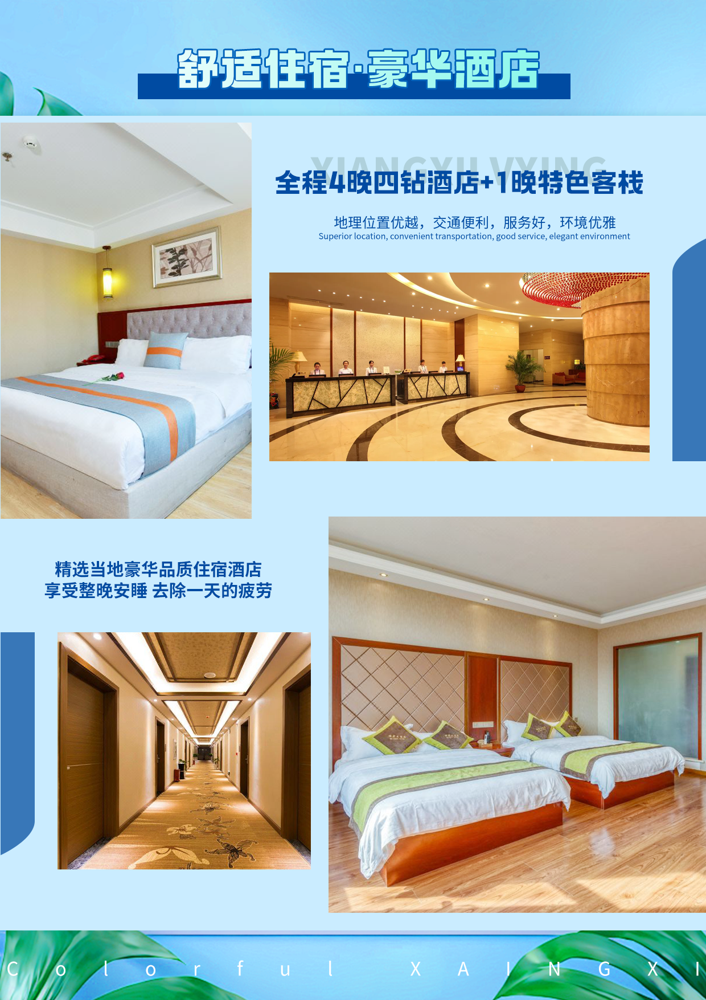 舒适住宿·豪华酒店
XIANGXILVXING
全程4晚四钻酒店+1晚特色客栈
地理位置优越，交通便利，服务好，环境优雅
Superior location, convenient transportation, good service, elegant environment
精选当地豪华品质住宿酒店
享受整晚安睡 去除一天的疲劳
Colorful XAINGXI